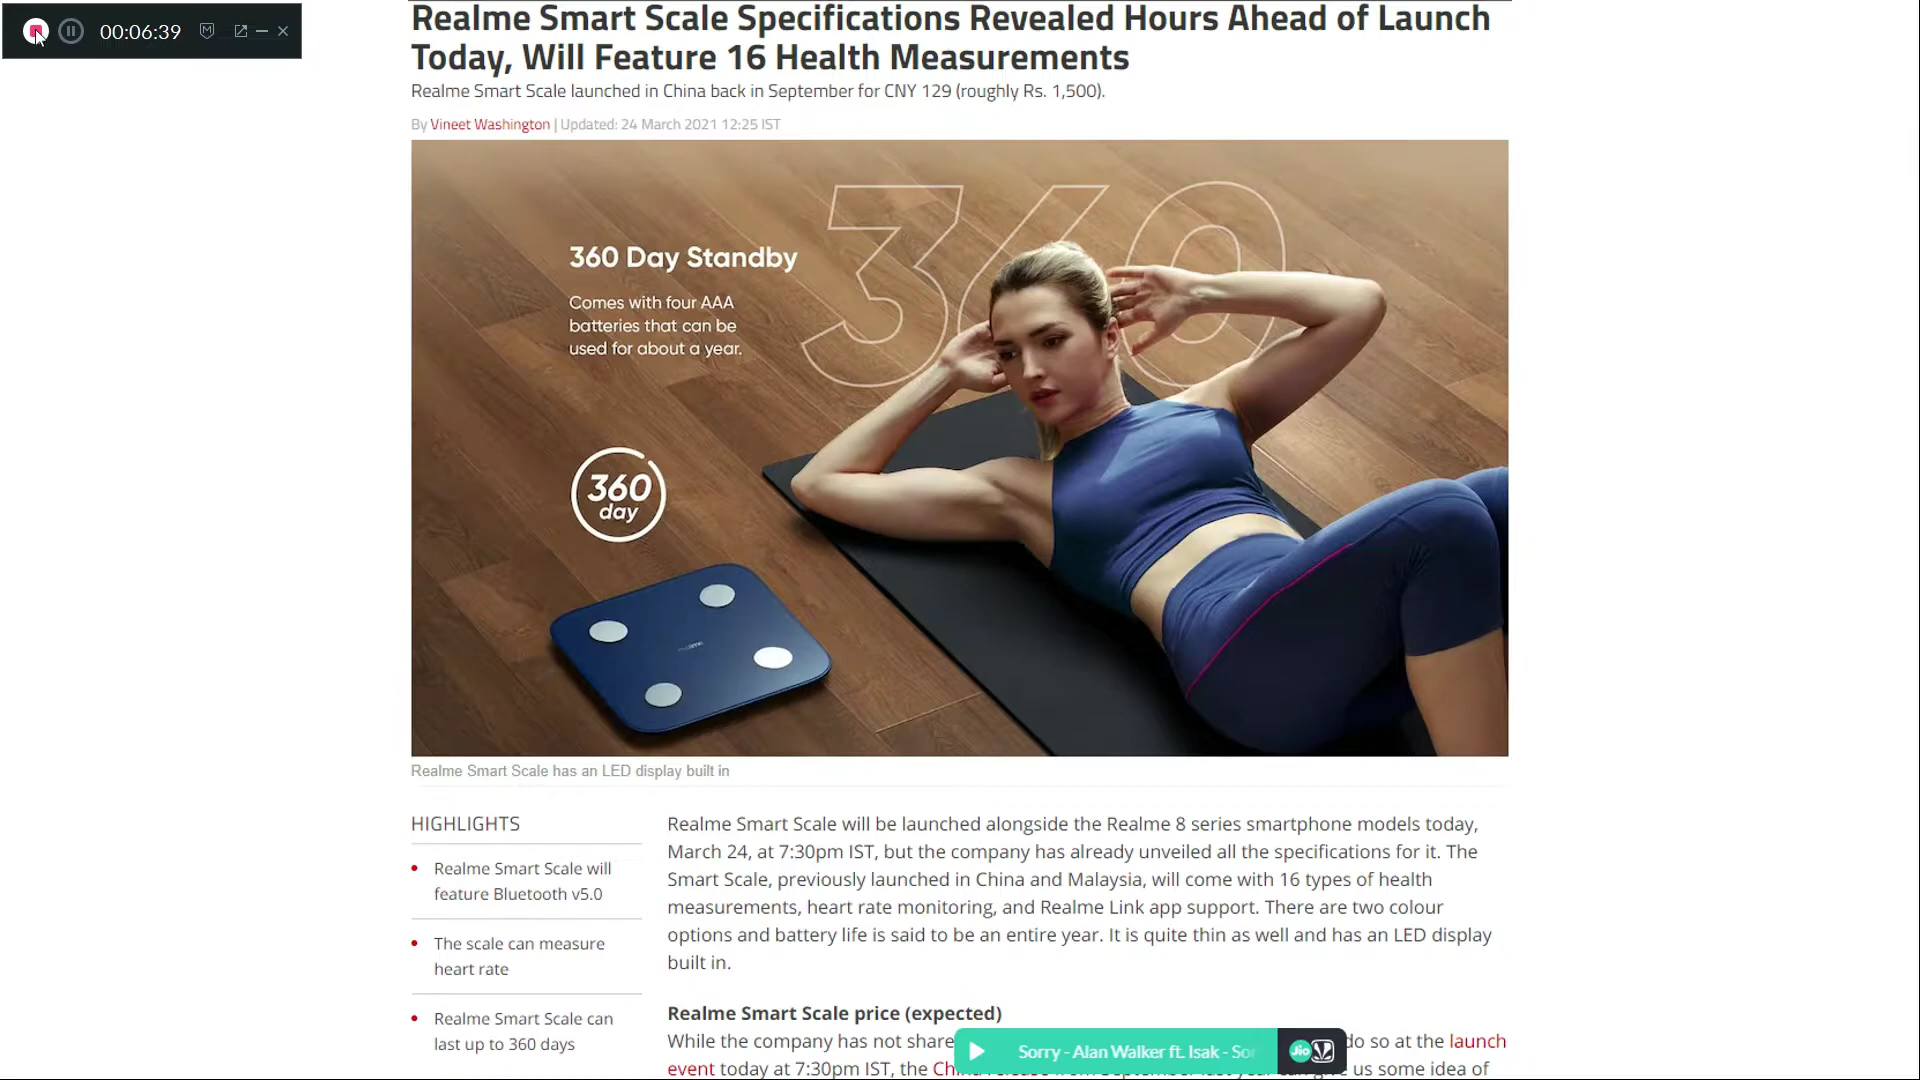 00:06:39
Realme Smart Scale Specifications Revealed Hours Ahead of Launch
Today, Will Feature 16 Health Measurements
Realme Smart Scale launched in China back in September for CNY 129 (roughly Rs. 1,500).
By Vineet Washington | Updated: 24 March 2021 12:25 IST
360
360 Day Standby
Comes with four AAA
batteries that can be
used for about a year.
360
day
realme
Realme Smart Scale has an LED display built in
HIGHLIGHTS
Realme Smart Scale will
feature Bluetooth v5.0
The scale can measure
heart rate
Realme Smart Scale can
last up to 360 days
Realme Smart Scale will be launched alongside the Realme 8 series smartphone models today,
March 24, at 7:30pm IST, but the company has already unveiled all the specifications for it. The
Smart Scale, previously launched in China and Malaysia, will come with 16 types of health
measurements, heart rate monitoring, and Realme Link app support. There are two colour
options and battery life is said to be an entire year. It is quite thin as well and has an LED display
built in.
Realme Smart Scale price (expected)
While the company has not share do so at the launch
event today at 7:30pm IST, the us some idea of
Sorry - Alan Walker ft. Isak - Sor
Jio